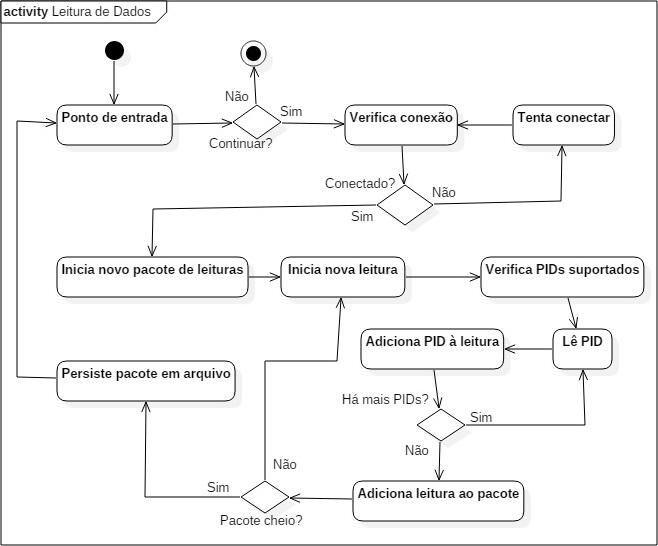 activity Leitura de Dados
Não
Sim
Ponto de entrada
Verifica conexão
Tenta conectar
Continuar?
Conectado?
Não
Sim
Inicia novo pacote de leituras
Inicia nova leitura
Verifica PIDs suportados
Adiciona PID à leitura
Lê PID
Persiste pacote em arquivo
Há mais PIDs?
Sim
Não
Não
Sim
Adiciona leitura ao pacote
Pacote cheio?